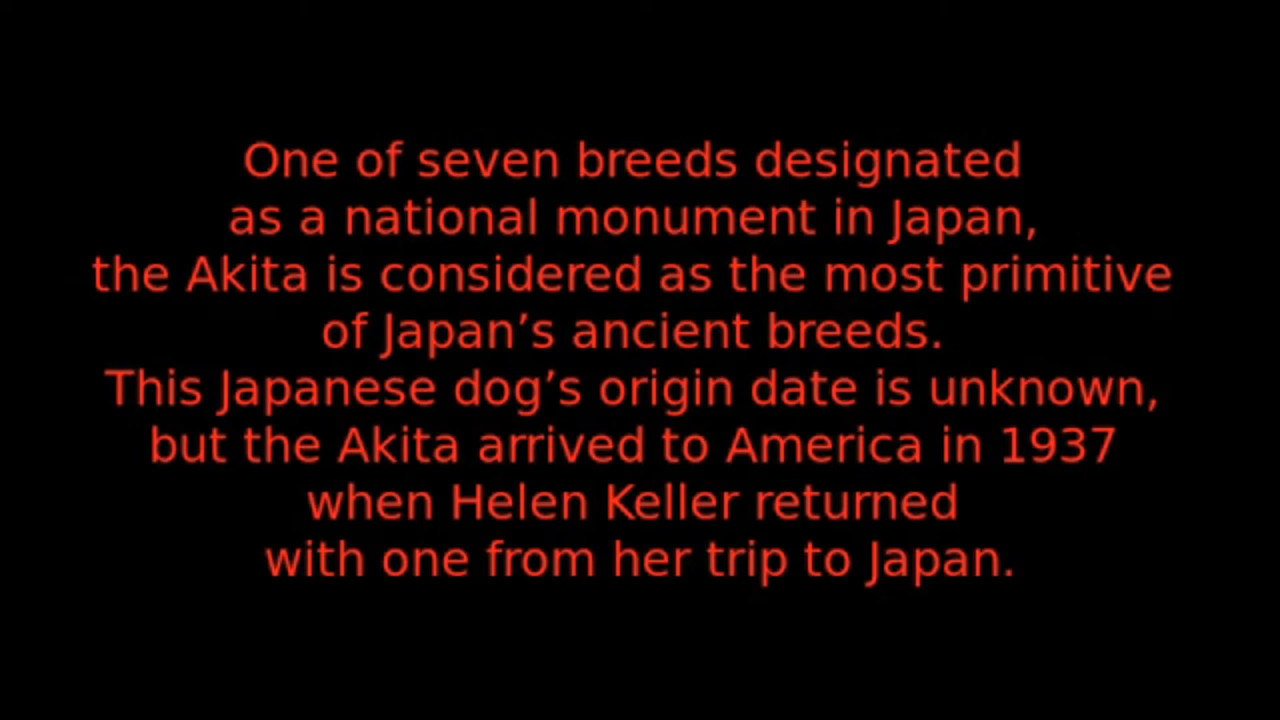 One of seven breeds designated
as a national monument in Japan,
the Akita is considered as the most primitive
of Japan’s ancient breeds.
This Japanese dog’s origin date is unknown,
but the Akita arrived to America in 1937
when Helen Keller returned
with one from her trip to Japan.